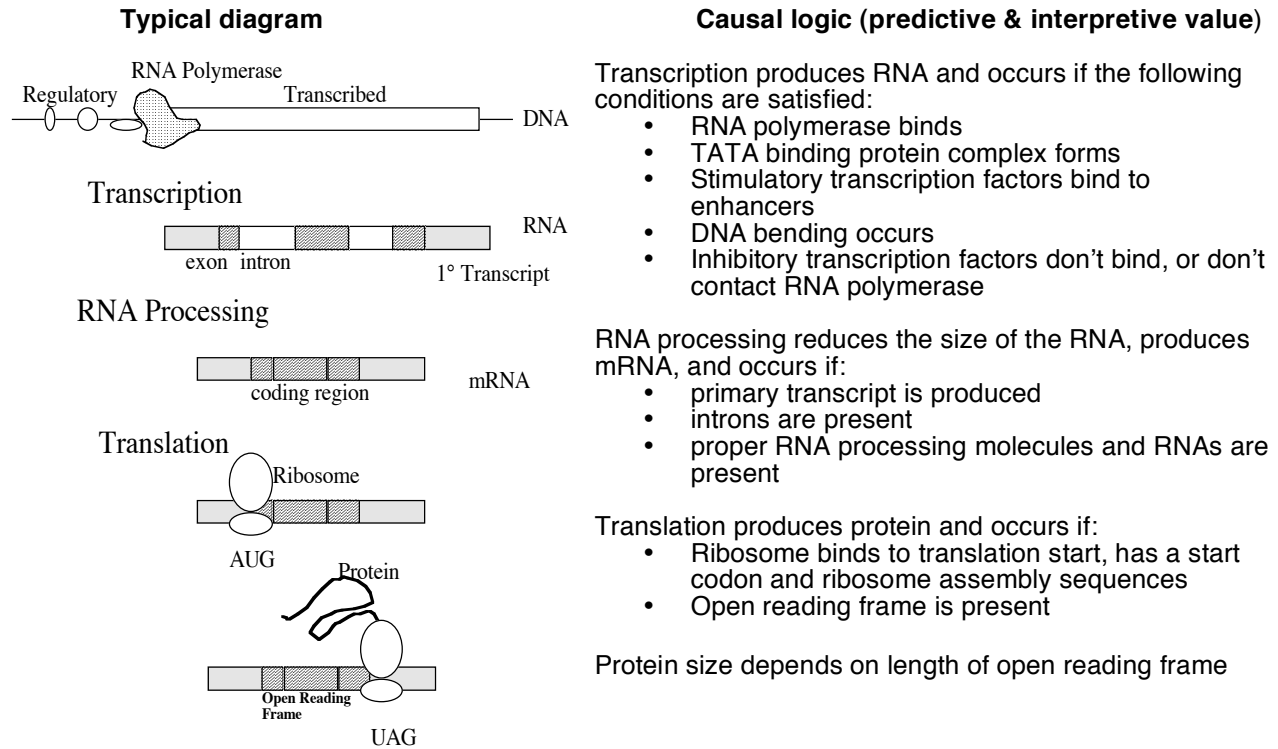 Typical diagram
RNA Polymerase
Regulatory
Transcribed
DNA
Transcription
RNA
exon intron
1° Transcript
RNA Processing
mRNA
coding region
Translation
Ribosome
AUG
Protein
Open Reading
Frame
UAG
Causal logic (predictive & interpretive value)
Transcription produces RNA and occurs if the following
conditions are satisfied:
• RNA polymerase binds
• TATA binding protein complex forms
• Stimulatory transcription factors bind to
enhancers
• DNA bending occurs
• Inhibitory transcription factors don't bind, or don't
contact RNA polymerase
RNA processing reduces the size of the RNA, produces
mRNA, and occurs if:
• primary transcript is produced
• introns are present
• proper RNA processing molecules and RNAs are
present
Translation produces protein and occurs if:
• Ribosome binds to translation start, has a start
codon and ribosome assembly sequences
• Open reading frame is present
Protein size depends on length of open reading frame